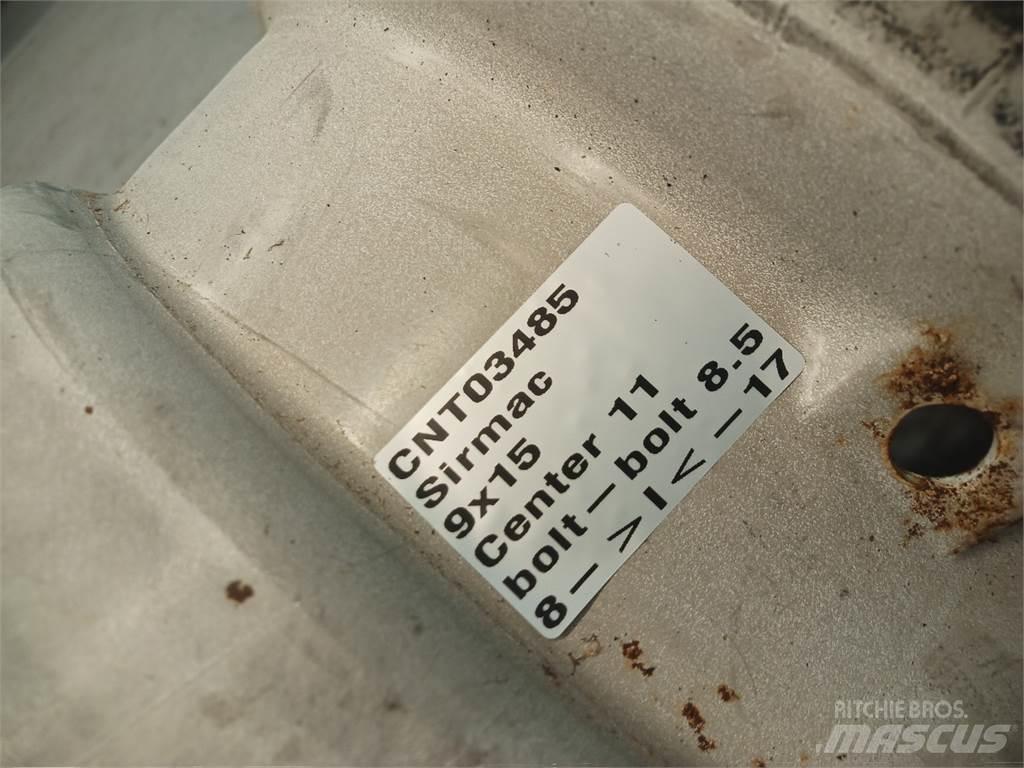 CNT03485
Sirmac
9x15
Center 11
bolt—bolt 8.5
8—>I<—17
RITCHIE BROS.
MASCUS